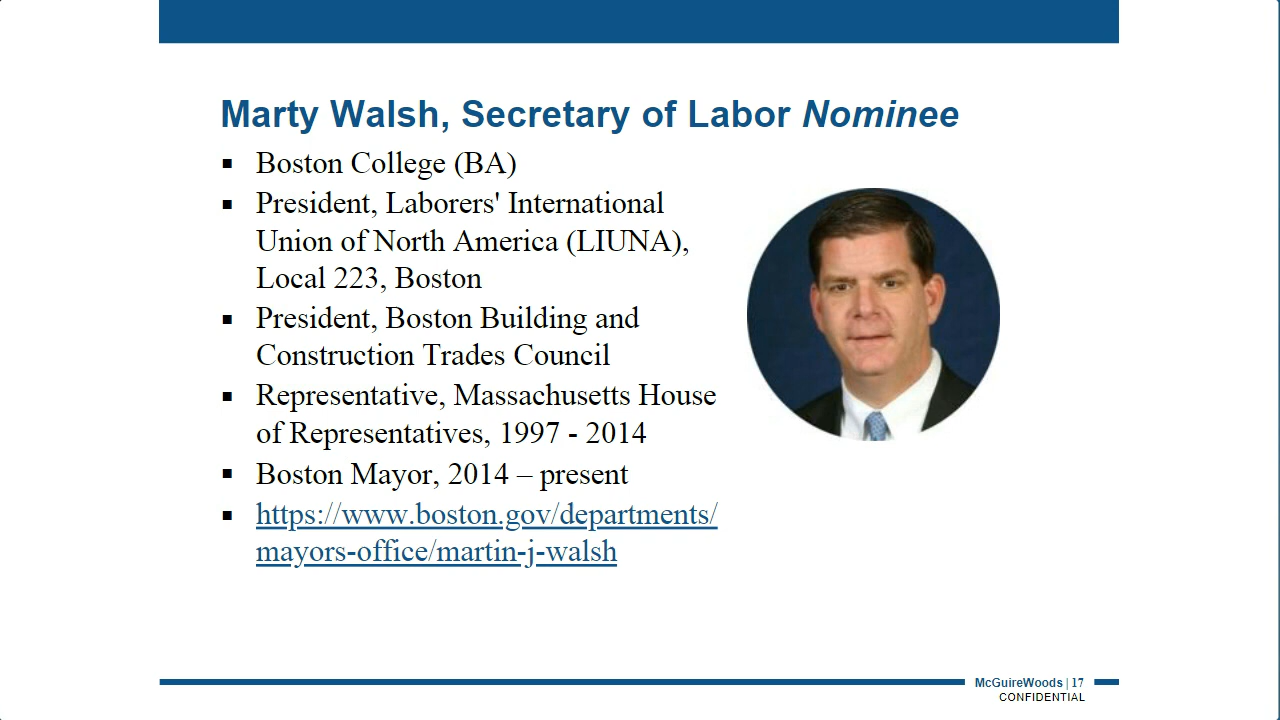 Marty Walsh, Secretary of Labor Nominee
▪ Boston College (BA)
▪ President, Laborers' International
Union of North America (LIUNA),
Local 223, Boston
▪ President, Boston Building and
Construction Trades Council
▪ Representative, Massachusetts House
of Representatives, 1997 - 2014
▪ Boston Mayor, 2014 – present
▪ https://www.boston.gov/departments/
mayors-office/martin-j-walsh
McGuireWoods | 17
CONFIDENTIAL